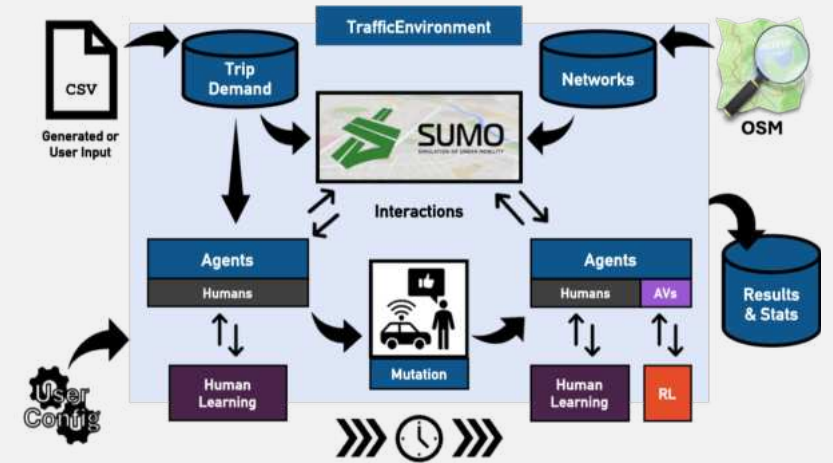 TrafficEnvironment
CSV
Generated or
User Input
Trip
Demand
Networks
OSM
SUMO
SIMULATION OF URBAN MOBILITY
Interactions
Agents
Humans
Agents
Humans
AVs
Results
& Stats
Mutation
Human
Learning
Human
Learning
RL
User
Config